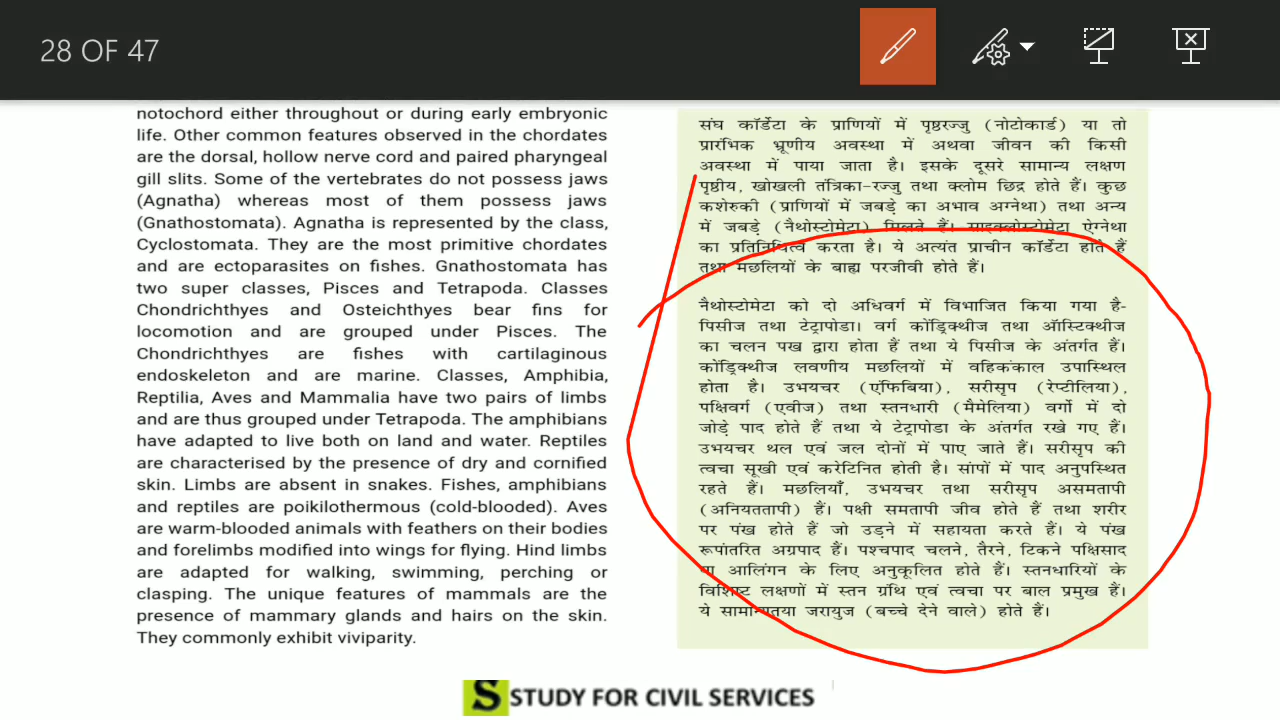 28 OF 47
notochord either throughout or during early embryonic
life. Other common features observed in the chordates
are the dorsal, hollow nerve cord and paired pharyngeal
gill slits. Some of the vertebrates do not possess jaws
(Agnatha) whereas most of them possess jaws
(Gnathostomata). Agnatha is represented by the class,
Cyclostomata. They are the most primitive chordates
and are ectoparasites on fishes. Gnathostomata has
two super classes, Pisces and Tetrapoda. Classes
Chondrichthyes and Osteichthyes bear fins for
locomotion and are grouped under Pisces. The
Chondrichthyes are fishes with cartilaginous
endoskeleton and are marine. Classes, Amphibia,
Reptilia, Aves and Mammalia have two pairs of limbs
and are thus grouped under Tetrapoda. The amphibians
have adapted to live both on land and water. Reptiles
are characterised by the presence of dry and cornified
skin. Limbs are absent in snakes. Fishes, amphibians
and reptiles are poikilothermous (cold-blooded). Aves
are warm-blooded animals with feathers on their bodies
and forelimbs modified into wings for flying. Hind limbs
are adapted for walking, swimming, perching or
clasping. The unique features of mammals are the
presence of mammary glands and hairs on the skin.
They commonly exhibit viviparity.
संघ कॉर्डेटा के प्राणियों में पृष्ठरज्जु (नोटोकार्ड) या तो
प्रारंभिक भ्रूणीय अवस्था में अथवा जीवन की किसी
अवस्था में पाया जाता है। इसके दूसरे सामान्य लक्षण
पृष्ठीय, खोखली तंत्रिका-रज्जु तथा क्लोम छिद्र होते हैं। कुछ
कशेरुकी (प्राणियों में जबड़े का अभाव अग्नेथा) तथा अन्य
में जबड़े (नैथोस्टोमेटा) मिलते हैं। साइक्लोस्टोमेटा ऐग्नेथा
का प्रतिनिधित्व करता है। ये अत्यंत प्राचीन कॉर्डेटा होते हैं
तथा मछलियों के बाह्य परजीवी होते हैं।
नैथोस्टोमेटा को दो अधिवर्ग में विभाजित किया गया है-
पिसीज तथा टेट्रापोडा। वर्ग कोंड्रिक्थीज तथा ऑस्टिक्थीज
का चलन पख द्वारा होता हैं तथा ये पिसीज के अंतर्गत हैं।
कोंड्रिक्थीज लवणीय मछलियों में वहिकंकाल उपास्थिल
होता है। उभयचर (एंफिबिया), सरीसृप (रेप्टीलिया),
पक्षिवर्ग (एवीज) तथा स्तनधारी (मैमेलिया) वर्गो में दो
जोड़े पाद होते हैं तथा ये टेट्रापोडा के अंतर्गत रखे गए हैं।
उभयचर थल एवं जल दोनों में पाए जाते हैं। सरीसृप की
त्वचा सूखी एवं करेटिनित होती है। सांपों में पाद अनुपस्थित
रहते हैं। मछलियाँ, उभयचर तथा सरीसृप असमतापी
(अनियततापी) हैं। पक्षी समतापी जीव होते हैं तथा शरीर
पर पंख होते हैं जो उड़ने में सहायता करते हैं। ये पंख
रूपांतरित अग्रपाद हैं। पश्चपाद चलने, तैरने, टिकने पक्षिसाद
या आलिंगन के लिए अनुकूलित होते हैं। स्तनधारियों के
विशिष्ट लक्षणों में स्तन ग्रंथि एवं त्वचा पर बाल प्रमुख हैं।
ये सामान्यतया जरायुज (बच्चे देने वाले) होते हैं।
S STUDY FOR CIVIL SERVICES